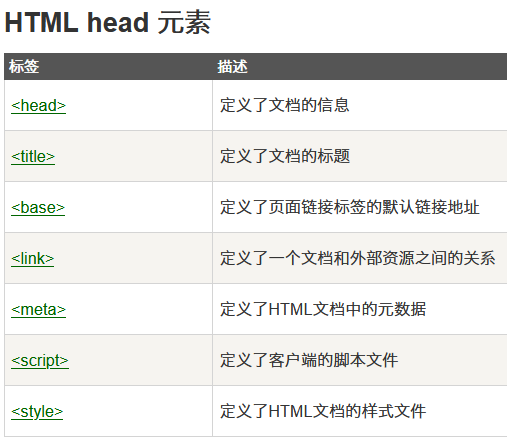 HTML head 元素
标签 描述
<head> 定义了文档的信息
<title> 定义了文档的标题
<base> 定义了页面链接标签的默认链接地址
<link> 定义了一个文档和外部资源之间的关系
<meta> 定义了HTML文档中的元数据
<script> 定义了客户端的脚本文件
<style> 定义了HTML文档的样式文件